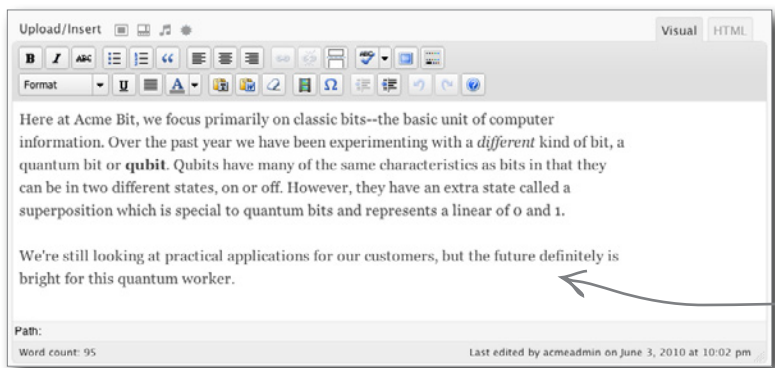 Upload/Insert
Visual HTML
B I ABC
Format U A Ω
Here at Acme Bit, we focus primarily on classic bits--the basic unit of computer
information. Over the past year we have been experimenting with a different kind of bit, a
quantum bit or qubit. Qubits have many of the same characteristics as bits in that they
can be in two different states, on or off. However, they have an extra state called a
superposition which is special to quantum bits and represents a linear of 0 and 1.
We're still looking at practical applications for our customers, but the future definitely is
bright for this quantum worker.
Path:
Word count: 95 Last edited by acmeadmin on June 3, 2010 at 10:02 pm